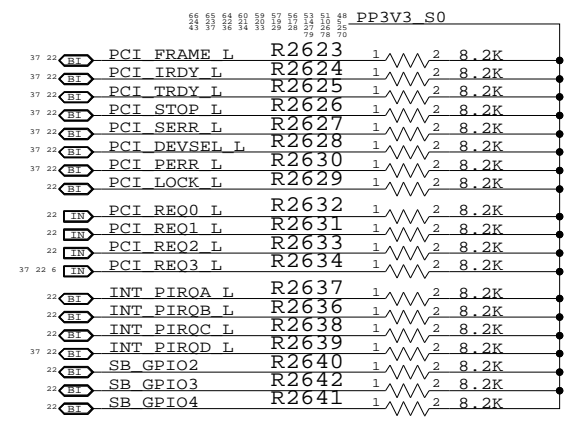 66 65 64 60 59 57 56 53 51 48 PP3V3_S0
24 23 22 21 20 19 17 14 10 5
43 37 36 34 33 29 28 27 26 25
79 78 70
37 22 BI PCI_FRAME_L R2623 1 2 8.2K
37 22 BI PCI_IRDY_L R2624 1 2 8.2K
37 22 BI PCI_TRDY_L R2625 1 2 8.2K
37 22 BI PCI_STOP_L R2626 1 2 8.2K
37 22 BI PCI_SERR_L R2627 1 2 8.2K
37 22 BI PCI_DEVSEL_L R2628 1 2 8.2K
37 22 BI PCI_PERR_L R2630 1 2 8.2K
22 BI PCI_LOCK_L R2629 1 2 8.2K
22 IN PCI_REQ0_L R2632 1 2 8.2K
22 IN PCI_REQ1_L R2631 1 2 8.2K
22 IN PCI_REQ2_L R2633 1 2 8.2K
37 22 6 IN PCI_REQ3_L R2634 1 2 8.2K
22 BI INT_PIRQA_L R2637 1 2 8.2K
22 BI INT_PIRQB_L R2636 1 2 8.2K
22 BI INT_PIRQC_L R2638 1 2 8.2K
37 22 BI INT_PIRQD_L R2639 1 2 8.2K
22 BI SB_GPIO2 R2640 1 2 8.2K
22 BI SB_GPIO3 R2642 1 2 8.2K
22 BI SB_GPIO4 R2641 1 2 8.2K